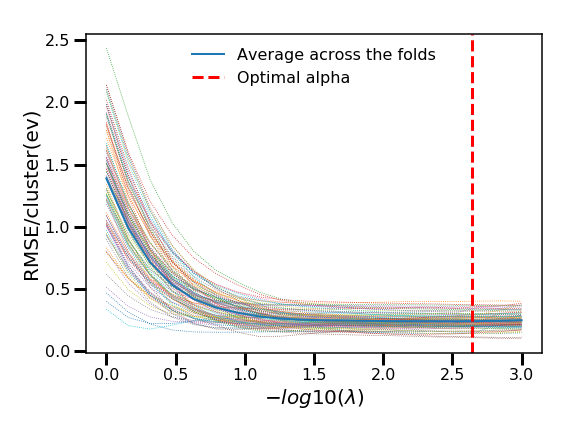 2.5
2.0
1.5
1.0
0.5
0.0
RMSE/cluster(ev)
Average across the folds
Optimal alpha
0.0 0.5 1.0 1.5 2.0 2.5 3.0
−log10(λ)